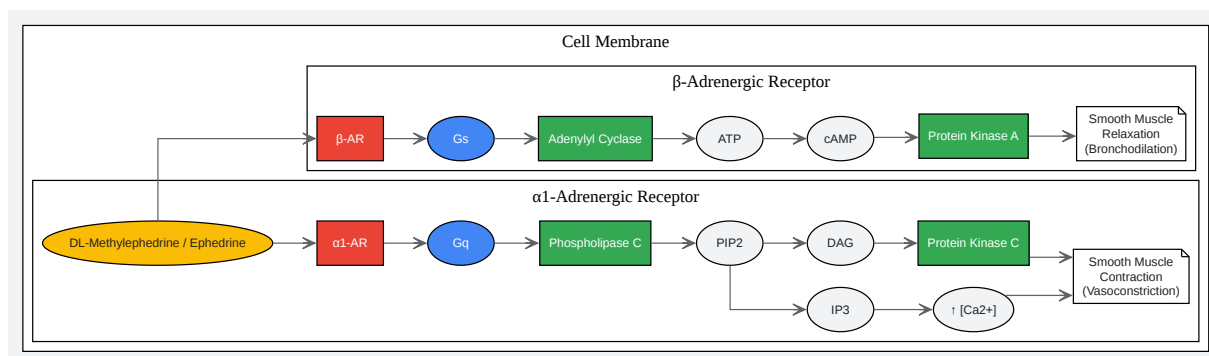 Cell Membrane
β-Adrenergic Receptor
β-AR
Gs
Adenylyl Cyclase
ATP
cAMP
Protein Kinase A
Smooth Muscle
Relaxation
(Bronchodilation)
α1-Adrenergic Receptor
DL-Methylephedrine / Ephedrine
α1-AR
Gq
Phospholipase C
PIP2
DAG
Protein Kinase C
Smooth Muscle
Contraction
(Vasoconstriction)
IP3
↑ [Ca2+]